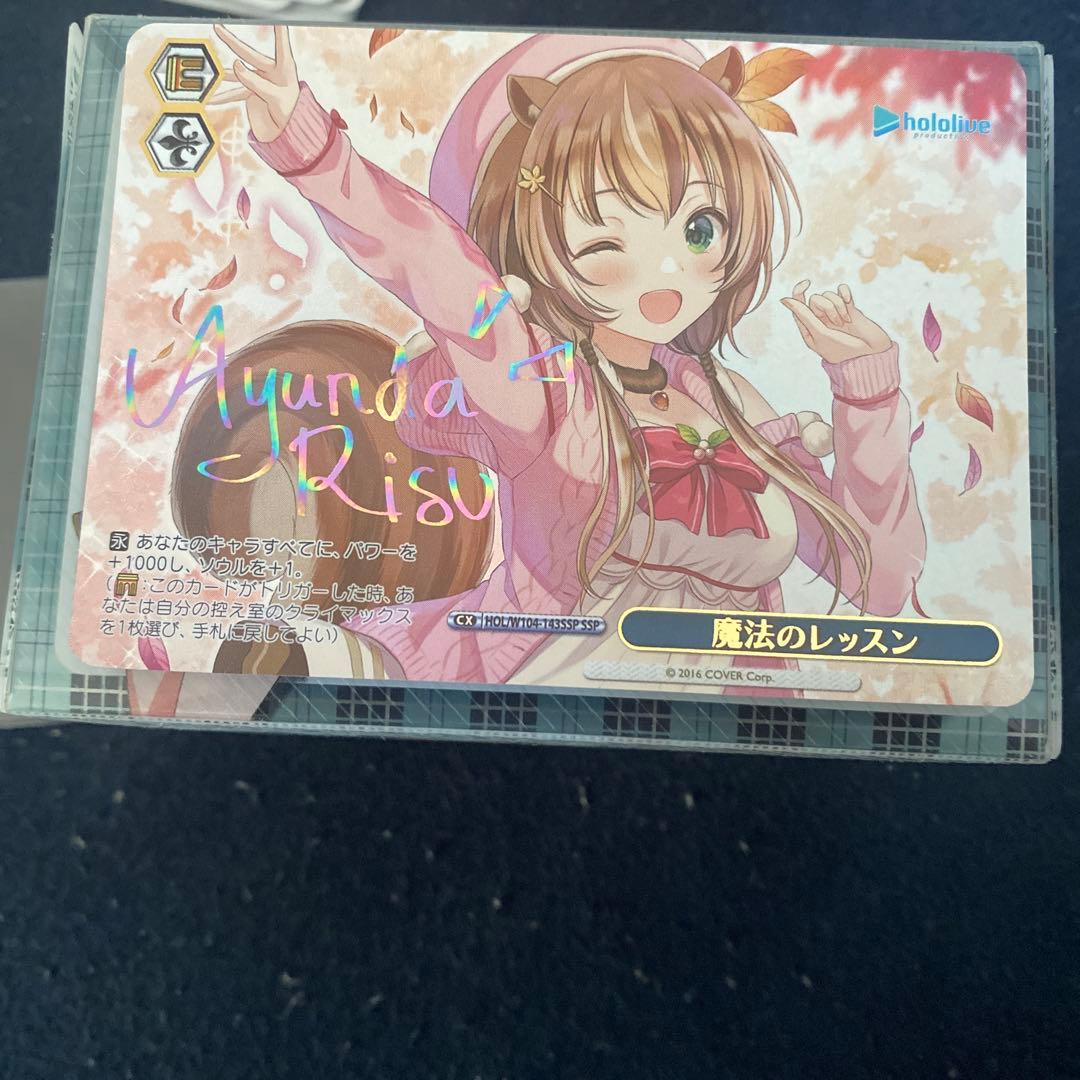 hololive
production
Ayunda
Risu
永 あなたのキャラすべてに、パワーを
+1000し、ソウルを+1。
(門:このカードがトリガーした時、あ
なたは自分の控え室のクライマックス
を1枚選び、手札に戻してよい)
CX HOL/W104-143SSP SSP
魔法のレッスン
© 2016 COVER Corp.